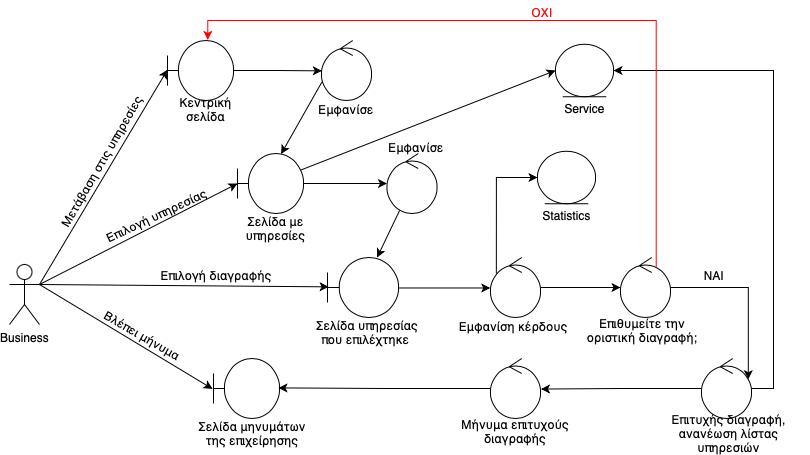 ΟΧΙ
Κεντρική
σελίδα
Εμφανίσε
Service
Μετάβαση στις υπηρεσίες
Εμφανίσε
Επιλογή υπηρεσίας
Σελίδα με
υπηρεσίες
Statistics
Επιλογή διαγραφής
ΝΑΙ
Business
Σελίδα υπηρεσίας
που επιλέχτηκε
Εμφανίση κέρδους
Επιθυμείτε την
οριστική διαγραφή;
Βλέπει μήνυμα
Σελίδα μηνυμάτων
της επιχείρησης
Μήνυμα επιτυχούς
διαγραφής
Επιτυχής διαγραφή,
ανανέωση λίστας
υπηρεσιών